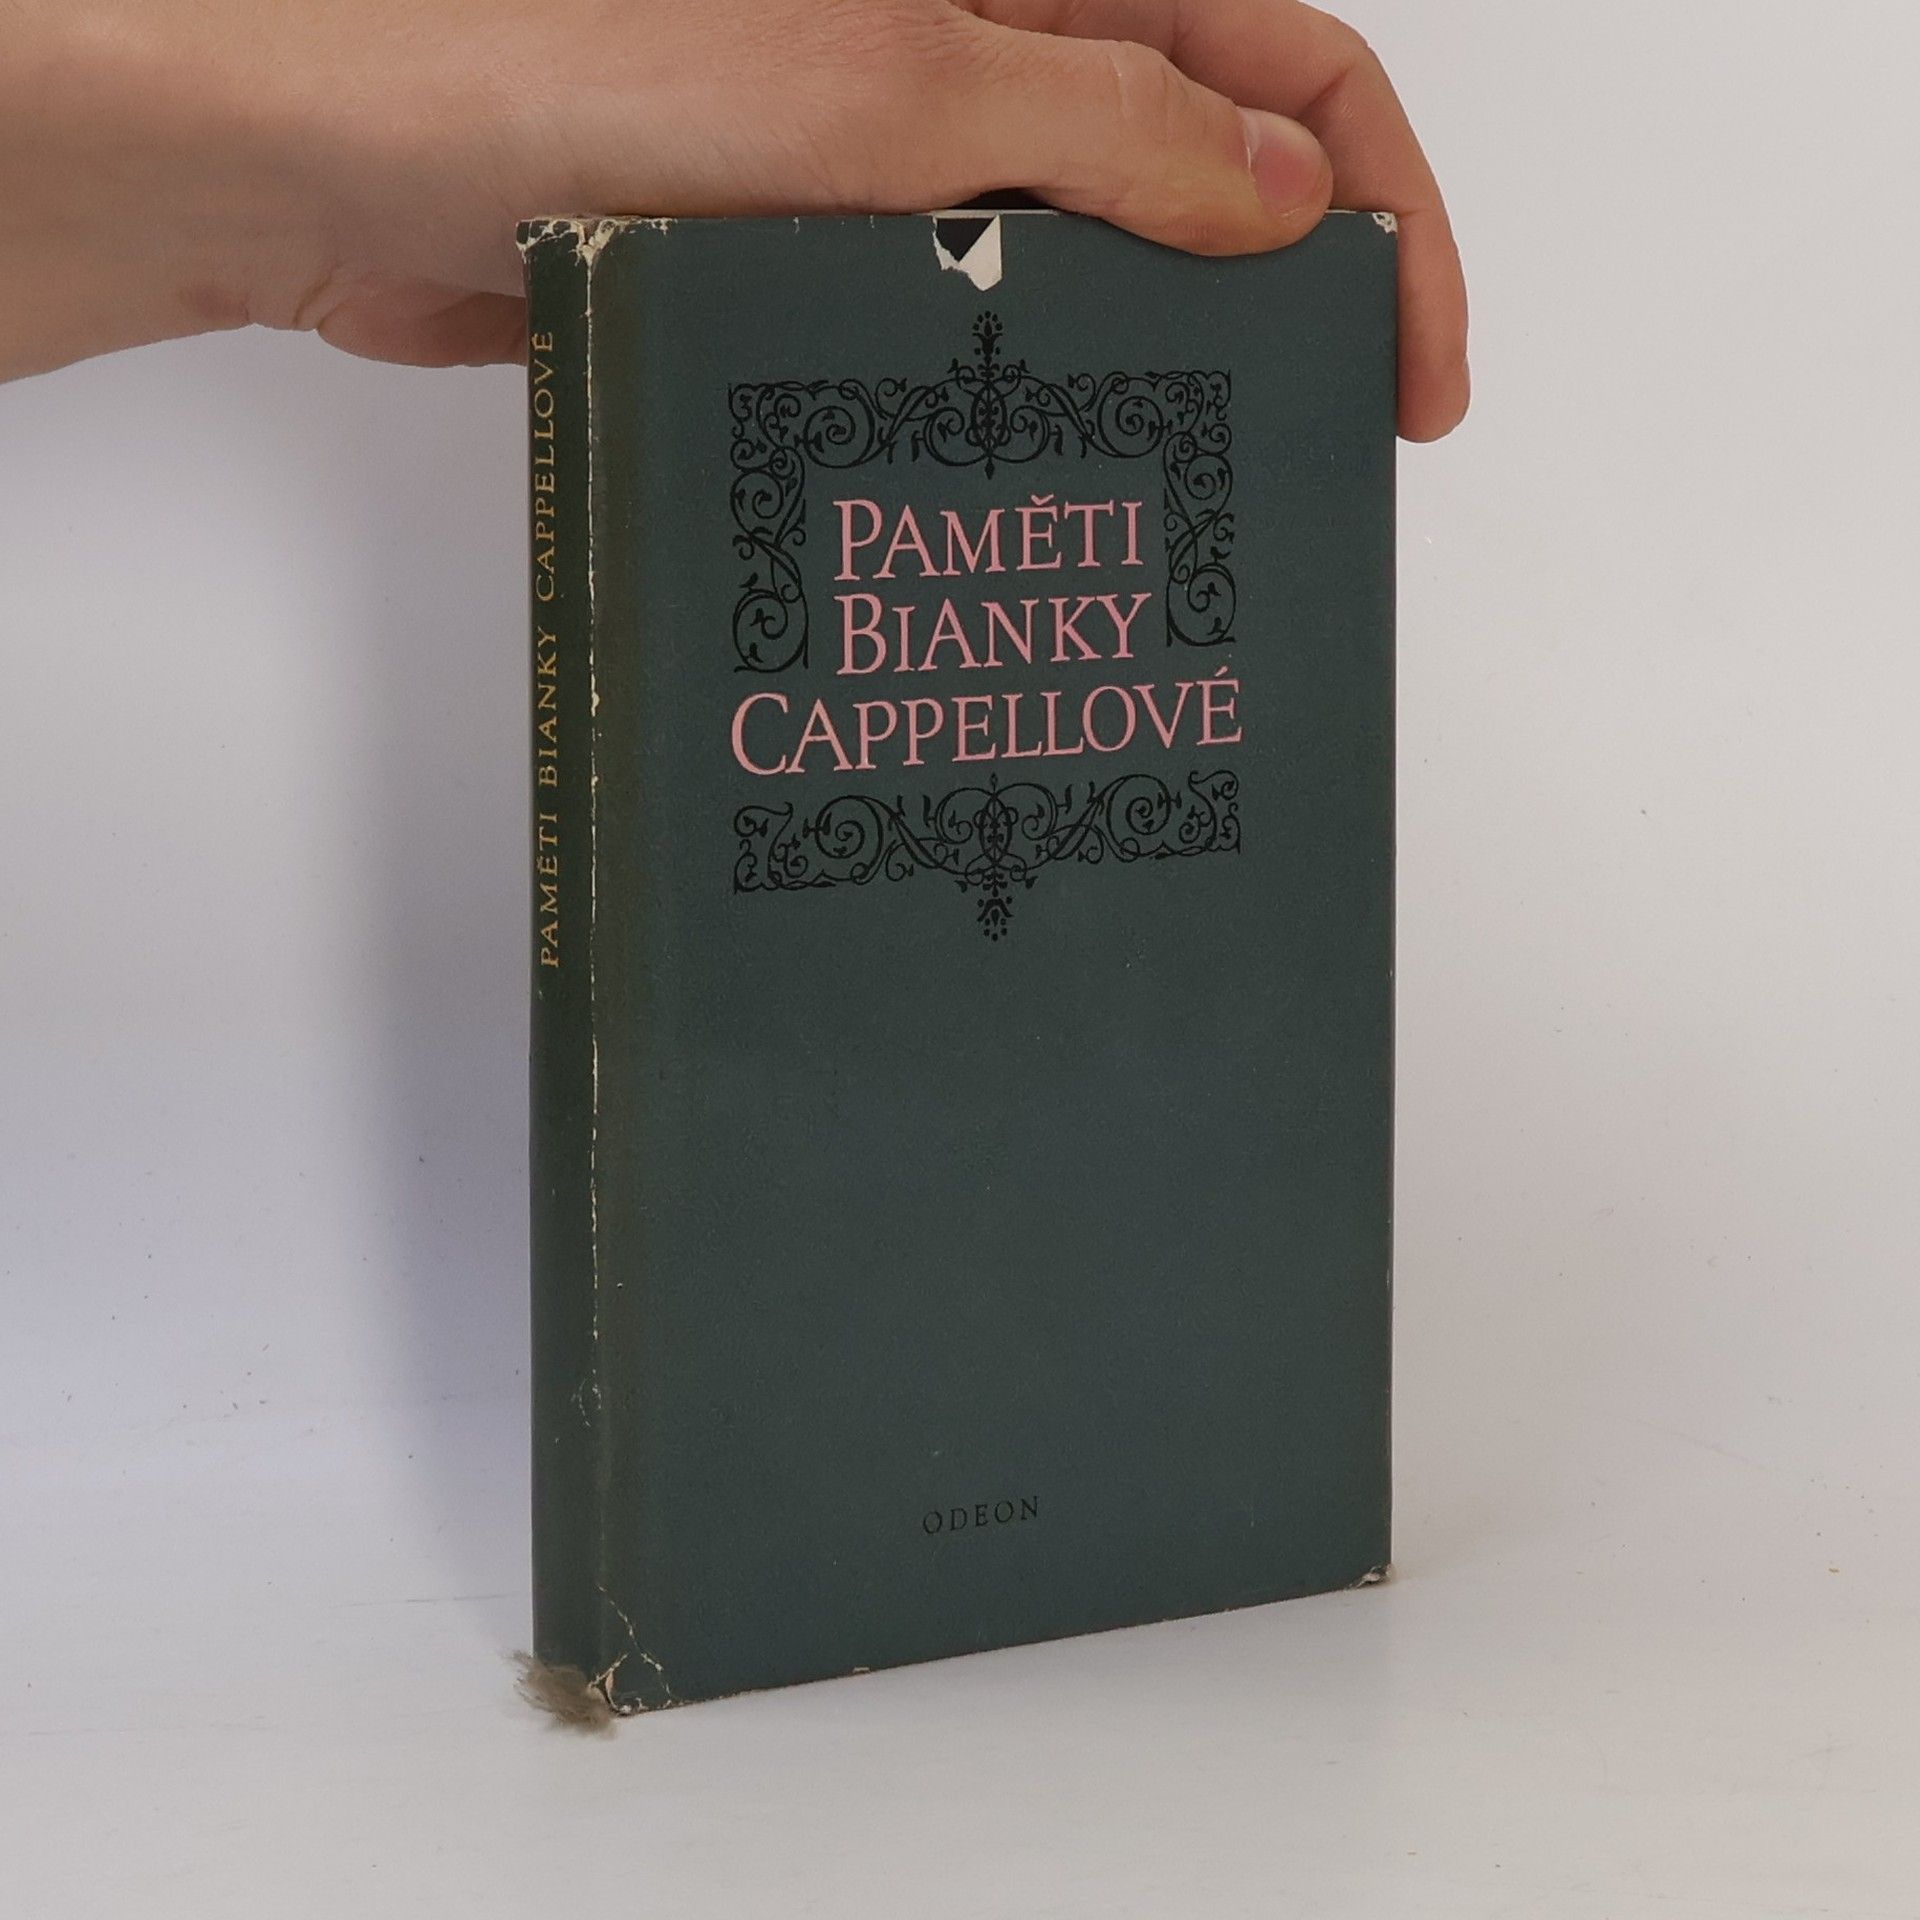 PAMĚTI BIANKY CAPPELLOVÉ
PAMĚTI
BIANKY
CAPPELLOVÉ
ODEON